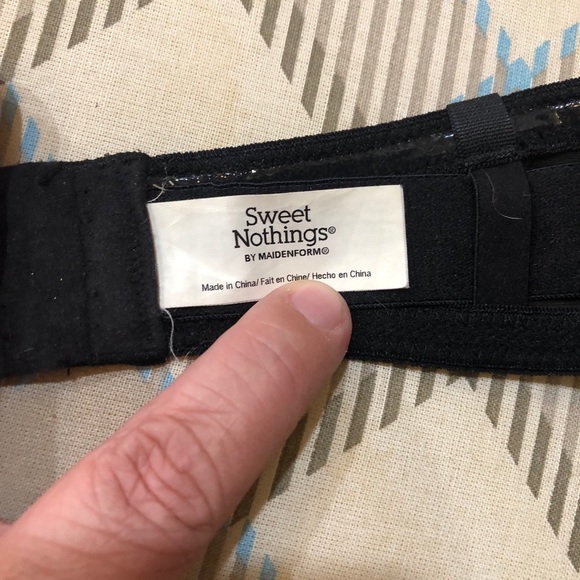 Sweet
Nothings®
BY MAIDENFORM®
Made in China/ Fait en Chine/ Hecho en China